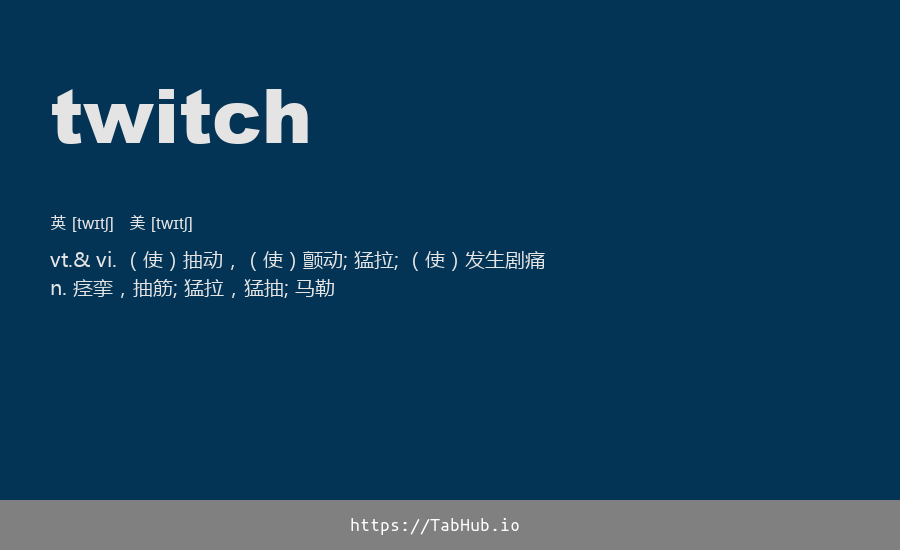 twitch
英 [twɪtʃ] 美 [twɪtʃ]
vt.& vi. （使）抽动，（使）颤动; 猛拉; （使）发生剧痛
n. 痉挛，抽筋; 猛拉，猛抽; 马勒
https://TabHub.io